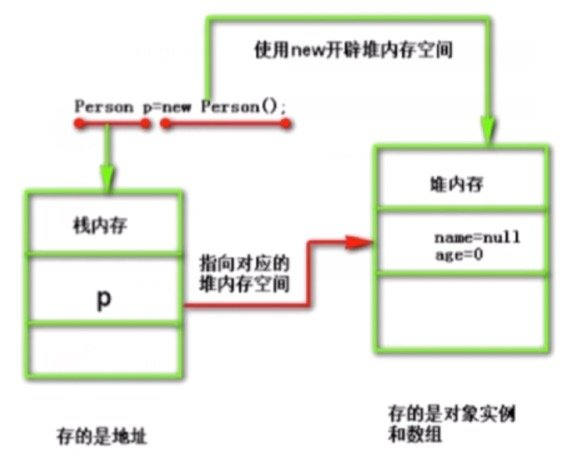 使用new开辟堆内存空间
Person p=new Person();
栈内存
堆内存
name=null
age=0
指向对应的
堆内存空间
p
存的是地址
存的是对象实例
和数组